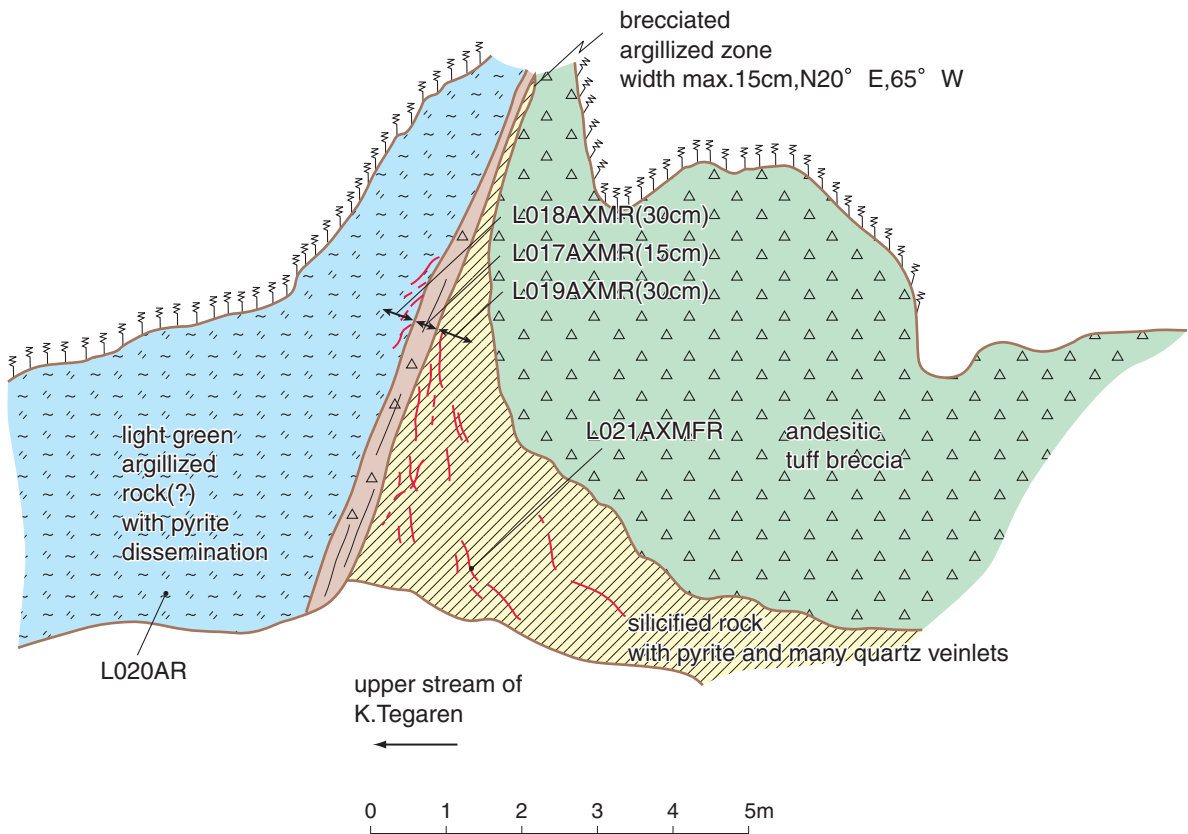 brecciated
argillized zone
width max.15cm,N20° E,65° W
L018AXMR(30cm)
L017AXMR(15cm)
L019AXMR(30cm)
L021AXMFR
andesitic
tuff breccia
light green
argillized
rock(?)
with pyrite
dissemination
silicified rock
with pyrite and many quartz veinlets
L020AR
upper stream of
K.Tegaren
0 1 2 3 4 5m